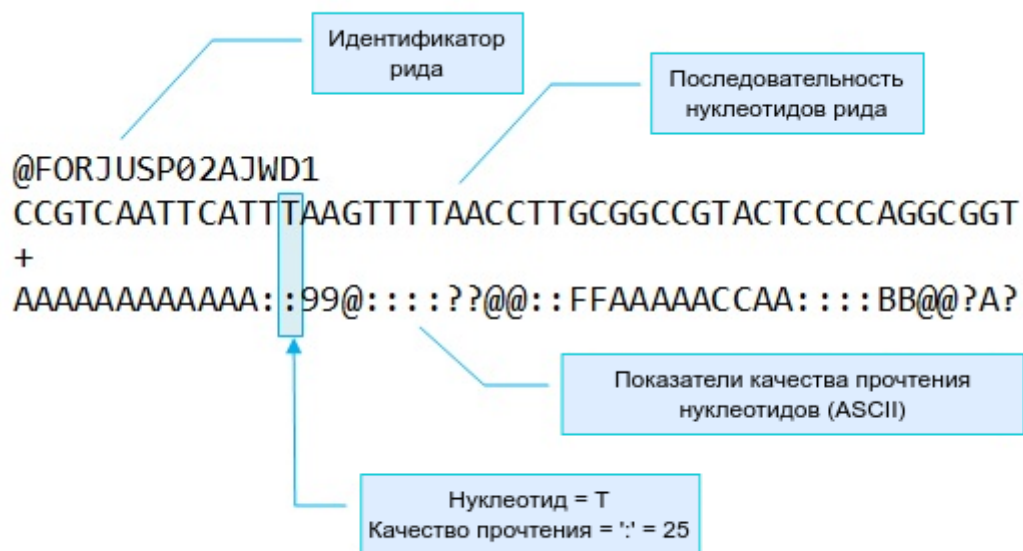 Идентификатор
рида
Последовательность
нуклеотидов рида
@FORJUSP02AJWD1
CCGTCAATTCATTTAAGTTTTAACCTTGCGGCCGTACTCCCCAGGCGGT
+
AAAAAAAAAAAA::99@::::??@@::FFAAAAACCAA::::BB@@?A?
Показатели качества прочтения
нуклеотидов (ASCII)
Нуклеотид = T
Качество прочтения = ':' = 25